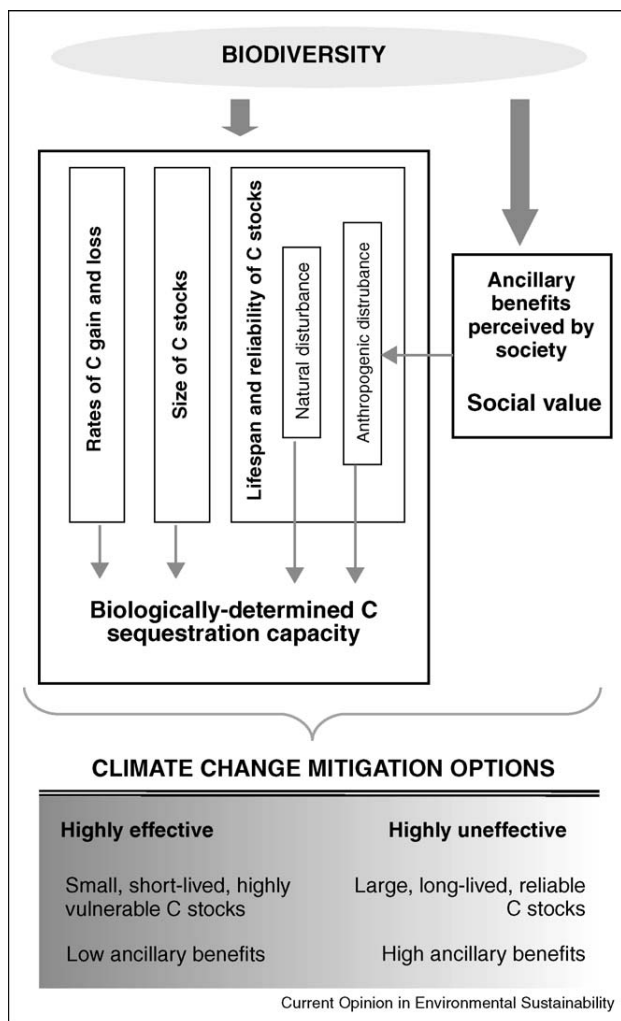 BIODIVERSITY
Rates of C gain and loss
Size of C stocks
Lifespan and reliability of C stocks
Natural disturbance
Anthropogenic distrubance
Ancillary
benefits
perceived by
society
Social value
Biologically-determined C
sequestration capacity
CLIMATE CHANGE MITIGATION OPTIONS
Highly effective
Highly uneffective
Small, short-lived, highly
vulnerable C stocks
Large, long-lived, reliable
C stocks
Low ancillary benefits
High ancillary benefits
Current Opinion in Environmental Sustainability